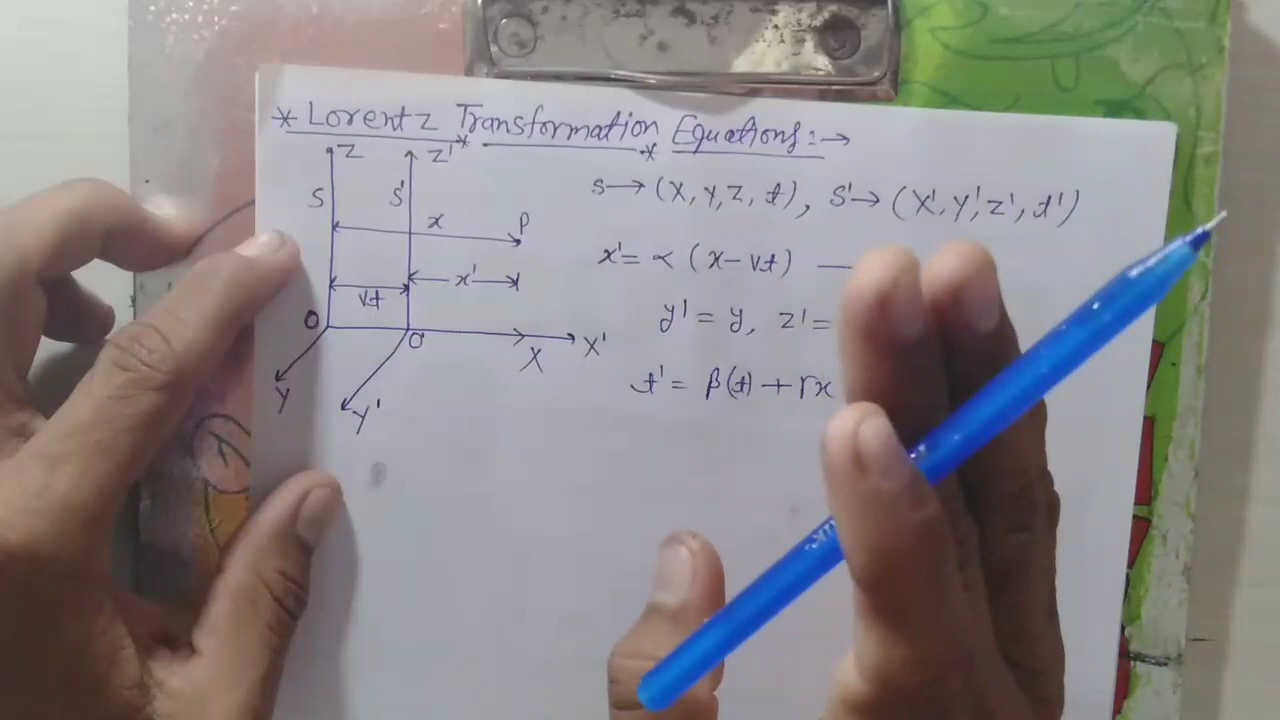 * Lorentz Transformation Equations :→
Z Z'
S S'
S → (X, Y, Z, t), S' → (X', Y', Z', t')
x P
x' = α (x - vt) —
x'
vt
y' = y, z' =
O O' X X'
t' = β(t) + γx
Y Y'